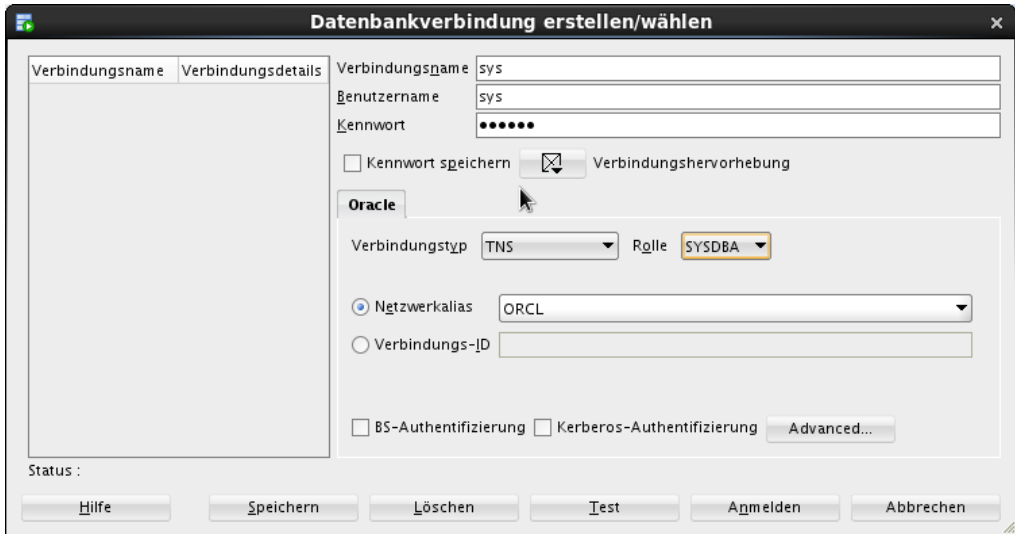 Datenbankverbindung erstellen/wählen
Verbindungsname Verbindungsdetails
Verbindungsname sys
Benutzername sys
Kennwort ●●●●●●
Kennwort speichern Verbindungshervorhebung
Oracle
Verbindungstyp TNS Rolle SYSDBA
Netzwerkalias ORCL
Verbindungs-ID
BS-Authentifizierung Kerberos-Authentifizierung Advanced...
Status :
Hilfe Speichern Löschen Test Anmelden Abbrechen